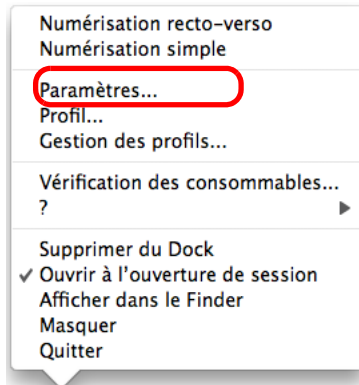 Numérisation recto-verso
Numérisation simple
Paramètres...
Profil...
Gestion des profils...
Vérification des consommables...
?
Supprimer du Dock
✓ Ouvrir à l'ouverture de session
Afficher dans le Finder
Masquer
Quitter